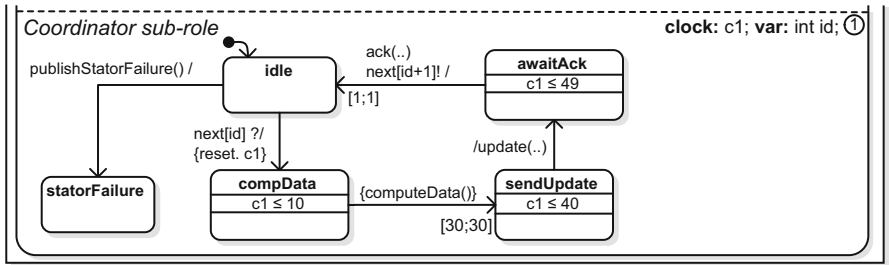 Coordinator sub-role
clock: c1; var: int id; 1
publishStatorFailure() /
idle
ack(..)
next[id+1]! /
[1;1]
awaitAck
c1 ≤ 49
next[id] ?/
{reset. c1}
/update(..)
statorFailure
compData
c1 ≤ 10
{computeData()}
[30;30]
sendUpdate
c1 ≤ 40